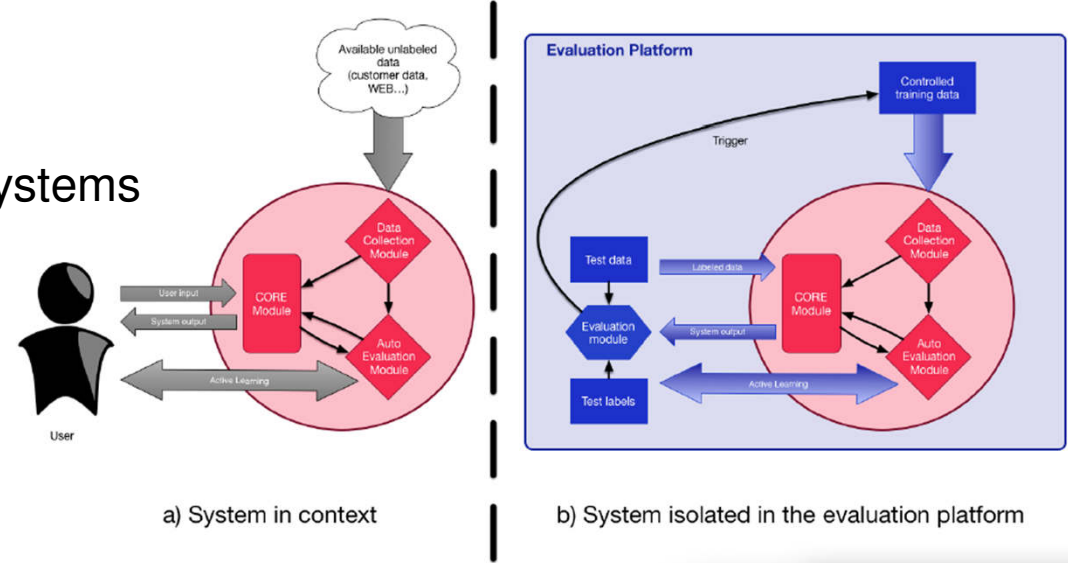 ystems
Available unlabeled
data
(customer data,
WEB...)
Data
Collection
Module
CORE
Module
Auto
Evaluation
Module
User input
System output
Active Learning
User
a) System in context
Evaluation Platform
Controlled
training data
Trigger
Test data
Labeled data
Data
Collection
Module
CORE
Module
Evaluation
module
System output
Auto
Evaluation
Module
Active Learning
Test labels
b) System isolated in the evaluation platform